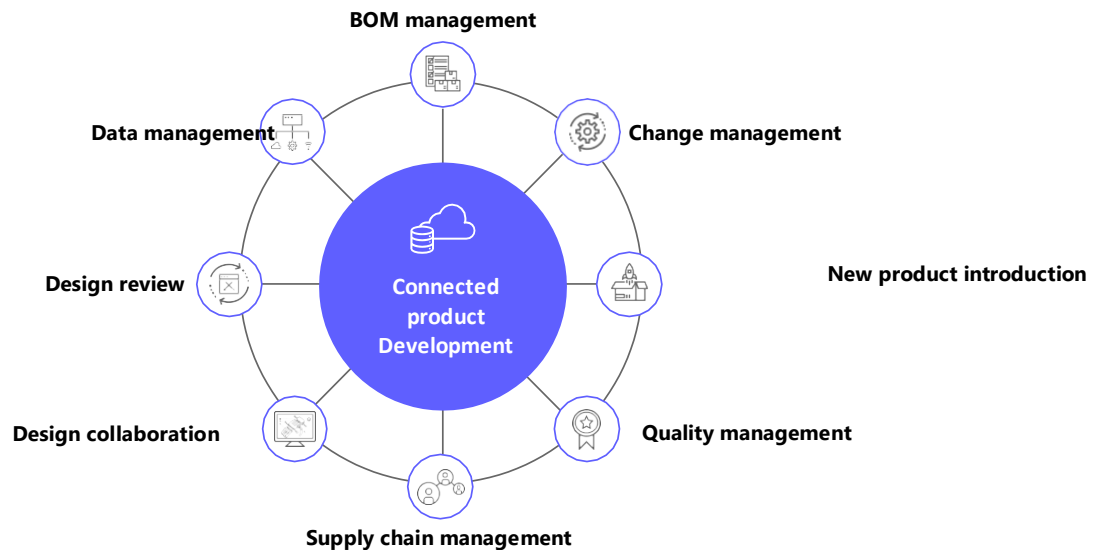 BOM management
Data management
Change management
Connected
product
Development
Design review
New product introduction
Design collaboration
Quality management
Supply chain management